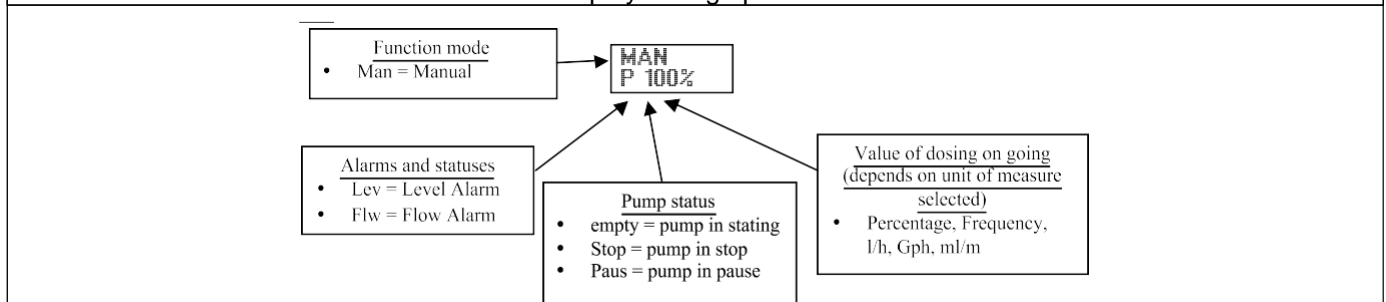 Function mode
• Man = Manual
MAN
P 100%
Alarms and statuses
• Lev = Level Alarm
• Flw = Flow Alarm
Pump status
• empty = pump in stating
• Stop = pump in stop
• Paus = pump in pause
Value of dosing on going
(depends on unit of measure
selected)
• Percentage, Frequency,
l/h, Gph, ml/m